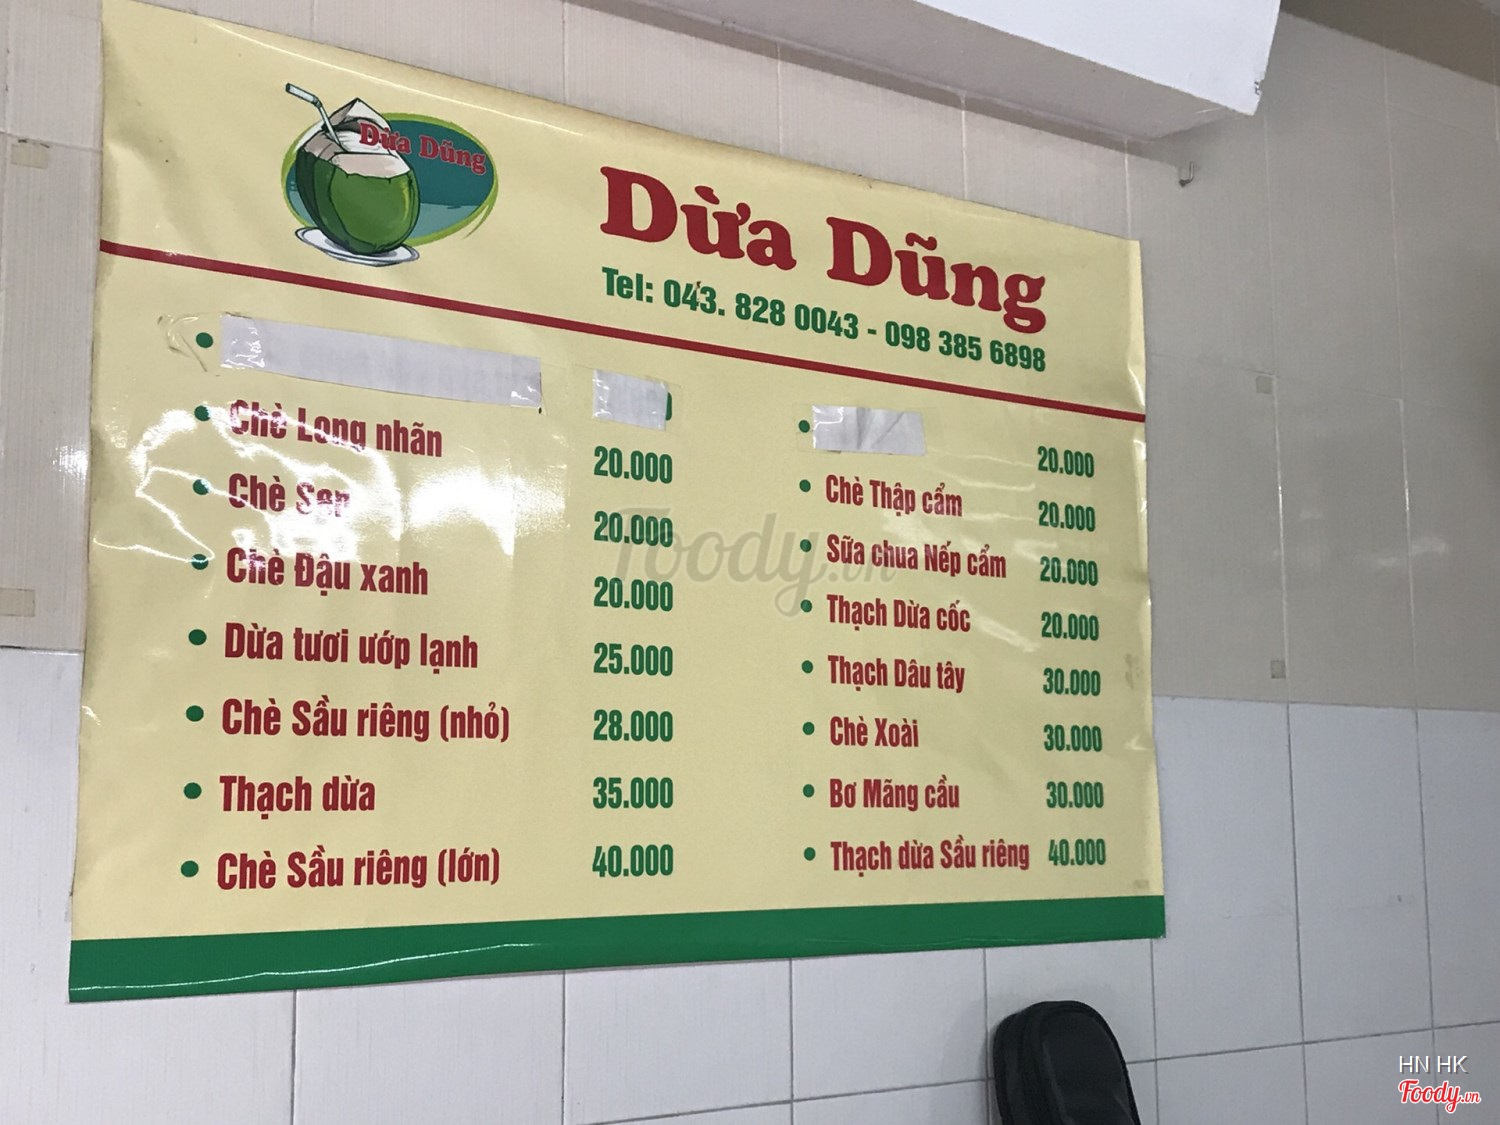 Dừa Dũng
Dừa Dũng
Tel: 043. 828 0043 - 098 385 6898
Chè Long nhãn 20.000
Chè Sen 20.000
Chè Đậu xanh 20.000
Dừa tươi ướp lạnh 25.000
Chè Sầu riêng (nhỏ) 28.000
Thạch dừa 35.000
Chè Sầu riêng (lớn) 40.000
20.000
Chè Thập cẩm 20.000
Sữa chua Nếp cẩm 20.000
Thạch Dừa cốc 20.000
Thạch Dâu tây 30.000
Chè Xoài 30.000
Bơ Mãng cầu 30.000
Thạch dừa Sầu riêng 40.000
Foody.vn
HN HK
Foody.vn